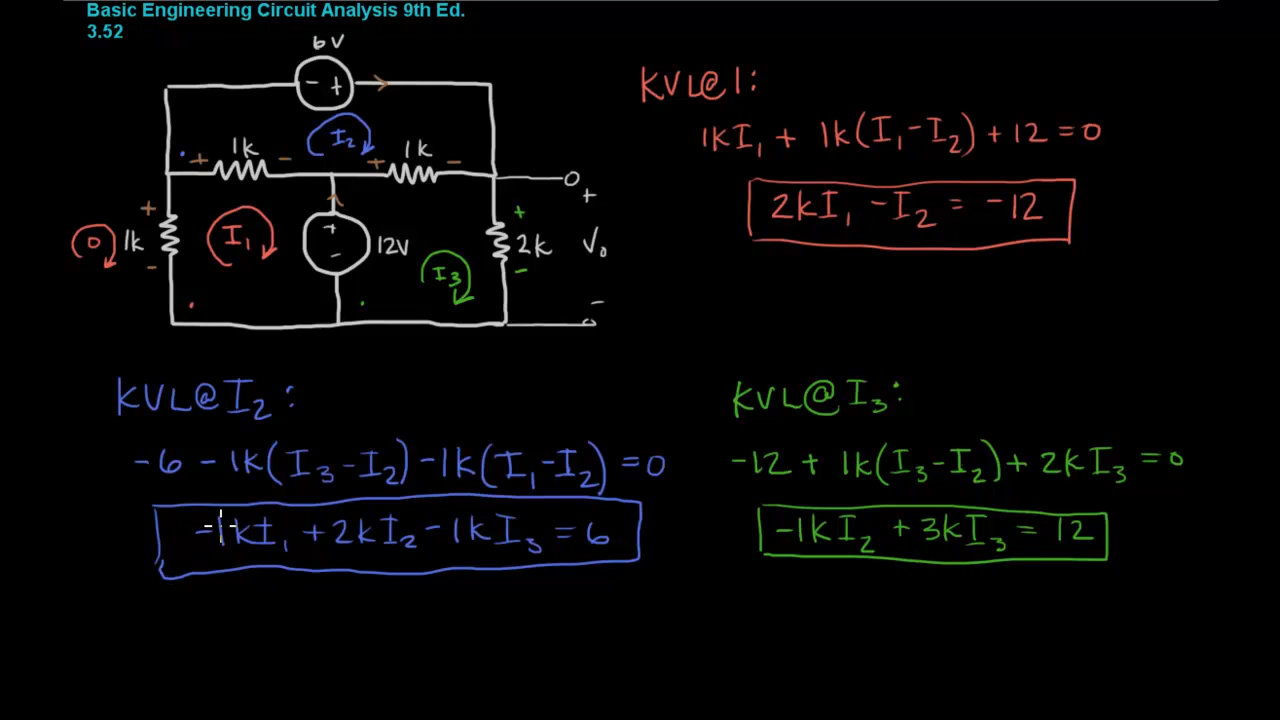 Basic Engineering Circuit Analysis 9th Ed.
3.52
6V
- +
I₂
1k
1k
+ - + -
+
-
0
1k
I₁
+
-
12V
I₃
+
-
2k
+
V₀
-
KVL@1:
1kI₁ + 1k(I₁-I₂)+12=0
2kI₁ -I₂ = -12
KVL@I₂:
-6 -1k(I₃-I₂)-1k(I₁-I₂)=0
-1kI₁ +2kI₂ -1kI₃ = 6
KVL@I₃:
-12 + 1k(I₃-I₂)+ 2kI₃ =0
-1kI₂ +3kI₃ = 12